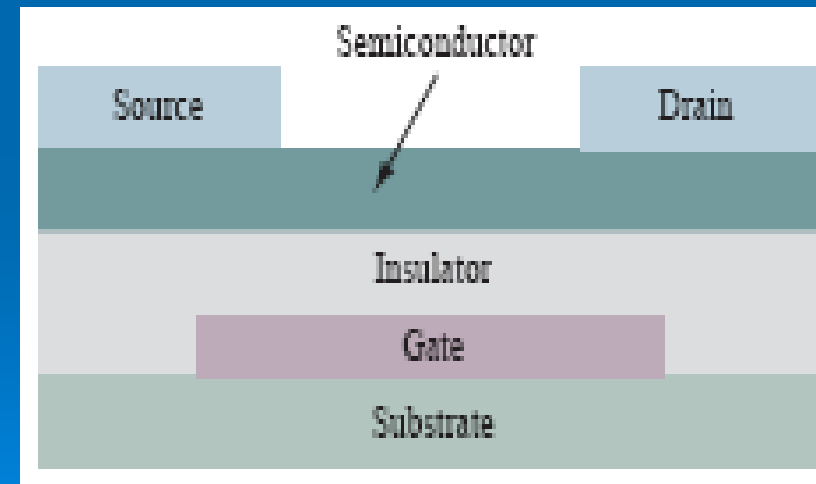 Semiconductor
Source
Drain
Insulator
Gate
Substrate